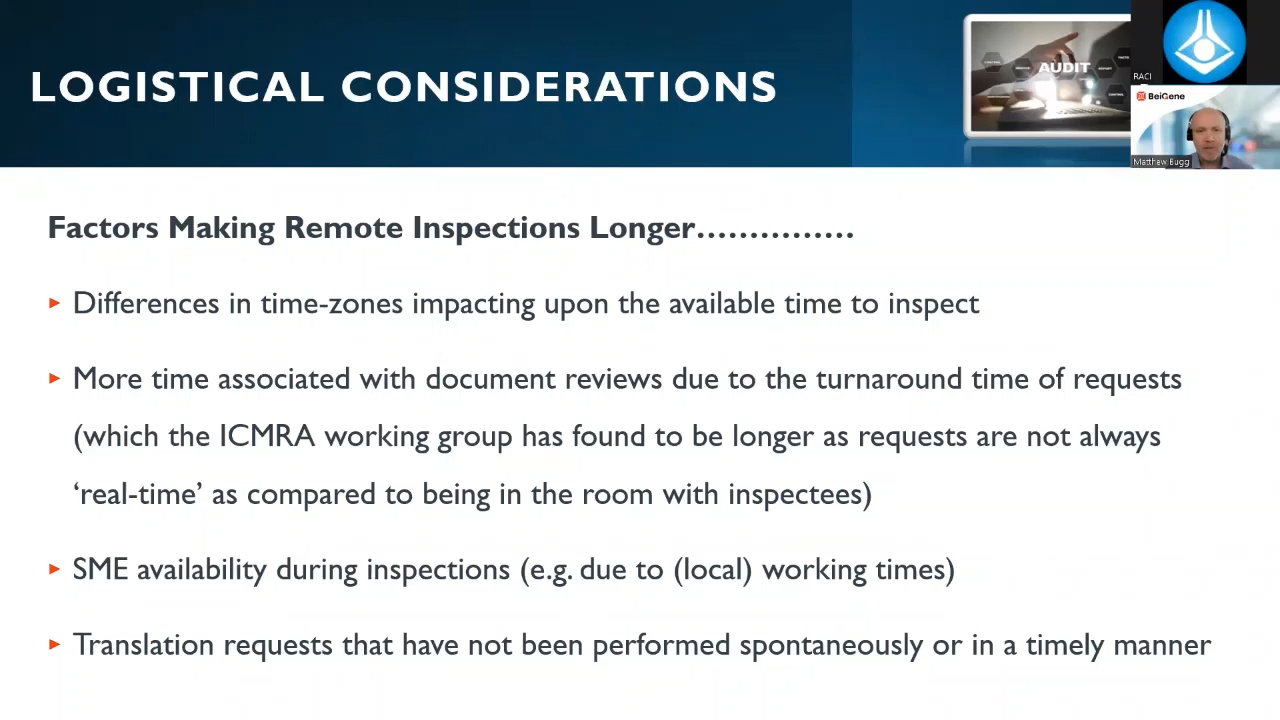 LOGISTICAL CONSIDERATIONS
AUDIT
RACI
BeiGene
Matthew Bugg
Factors Making Remote Inspections Longer……………
Differences in time-zones impacting upon the available time to inspect
More time associated with document reviews due to the turnaround time of requests
(which the ICMRA working group has found to be longer as requests are not always
‘real-time’ as compared to being in the room with inspectees)
SME availability during inspections (e.g. due to (local) working times)
Translation requests that have not been performed spontaneously or in a timely manner